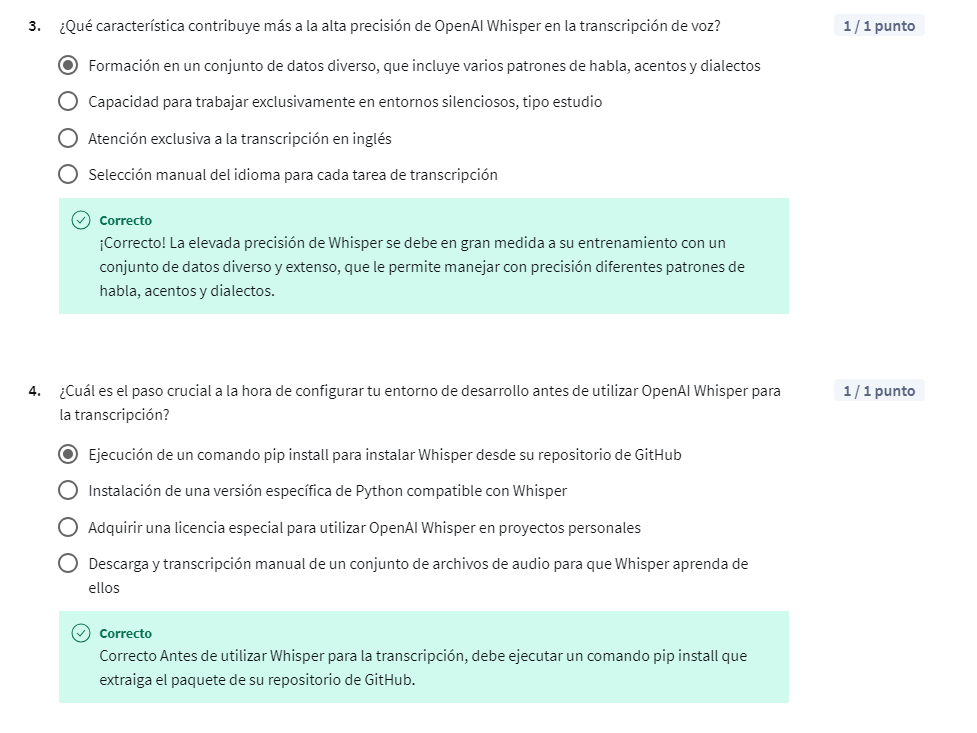 3. ¿Qué característica contribuye más a la alta precisión de OpenAI Whisper en la transcripción de voz?
1 / 1 punto
Formación en un conjunto de datos diverso, que incluye varios patrones de habla, acentos y dialectos
Capacidad para trabajar exclusivamente en entornos silenciosos, tipo estudio
Atención exclusiva a la transcripción en inglés
Selección manual del idioma para cada tarea de transcripción
Correcto
¡Correcto! La elevada precisión de Whisper se debe en gran medida a su entrenamiento con un
conjunto de datos diverso y extenso, que le permite manejar con precisión diferentes patrones de
habla, acentos y dialectos.
4. ¿Cuál es el paso crucial a la hora de configurar tu entorno de desarrollo antes de utilizar OpenAI Whisper para
la transcripción?
1 / 1 punto
Ejecución de un comando pip install para instalar Whisper desde su repositorio de GitHub
Instalación de una versión específica de Python compatible con Whisper
Adquirir una licencia especial para utilizar OpenAI Whisper en proyectos personales
Descarga y transcripción manual de un conjunto de archivos de audio para que Whisper aprenda de
ellos
Correcto
Correcto Antes de utilizar Whisper para la transcripción, debe ejecutar un comando pip install que
extraiga el paquete de su repositorio de GitHub.